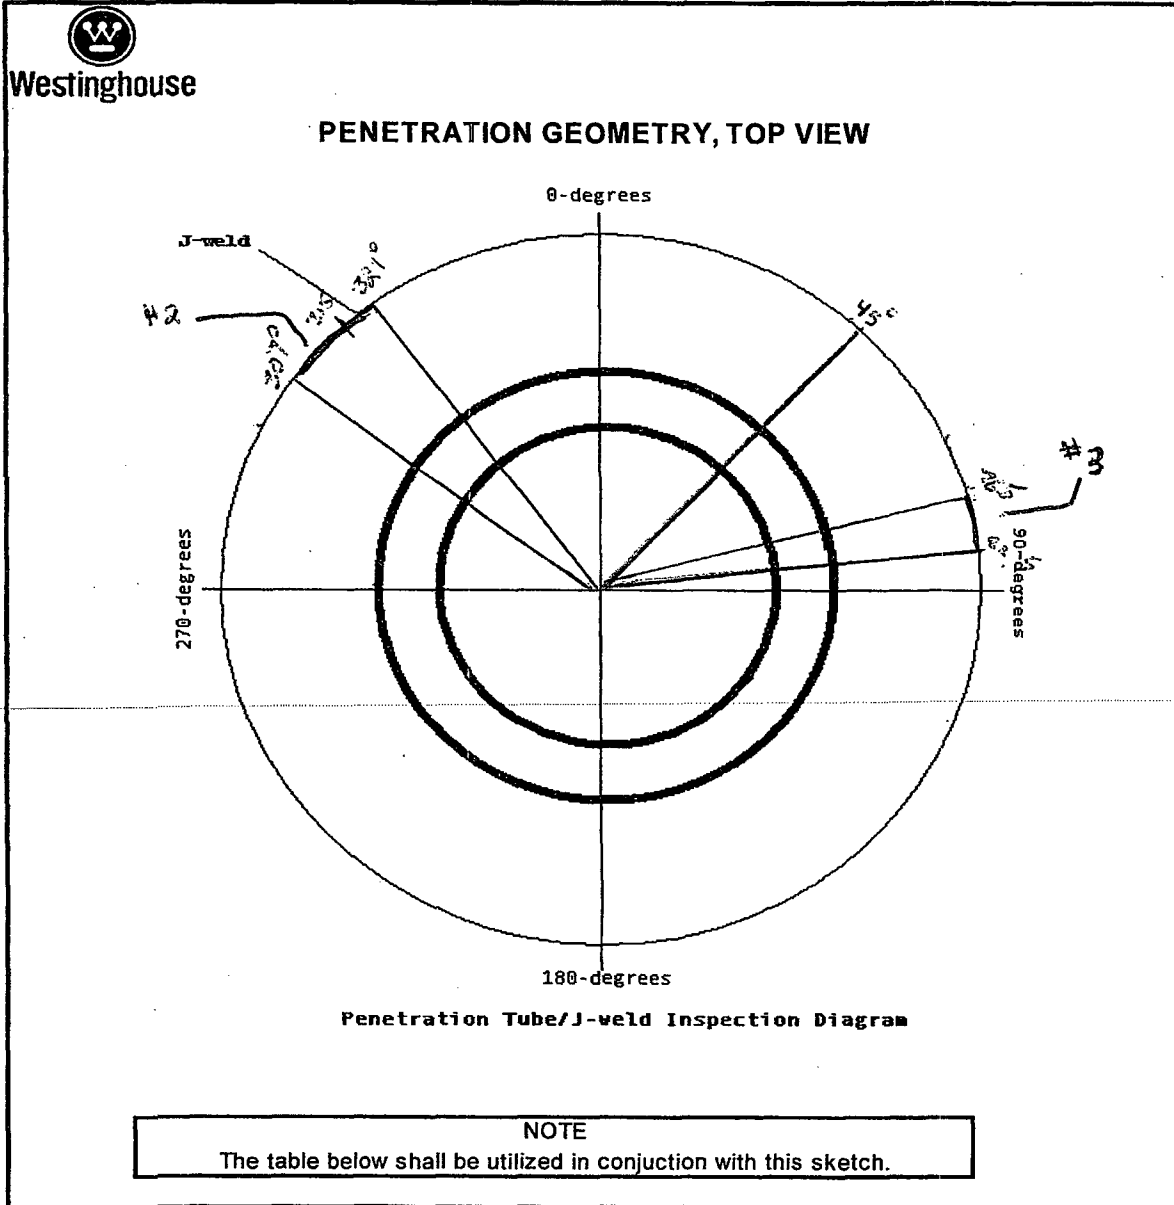 Westinghouse
PENETRATION GEOMETRY, TOP VIEW
0-degrees
J-weld
321°
#2
45°
#3
270-degrees
90-degrees
180-degrees
Penetration Tube/J-weld Inspection Diagram
NOTE
The table below shall be utilized in conjuction with this sketch.